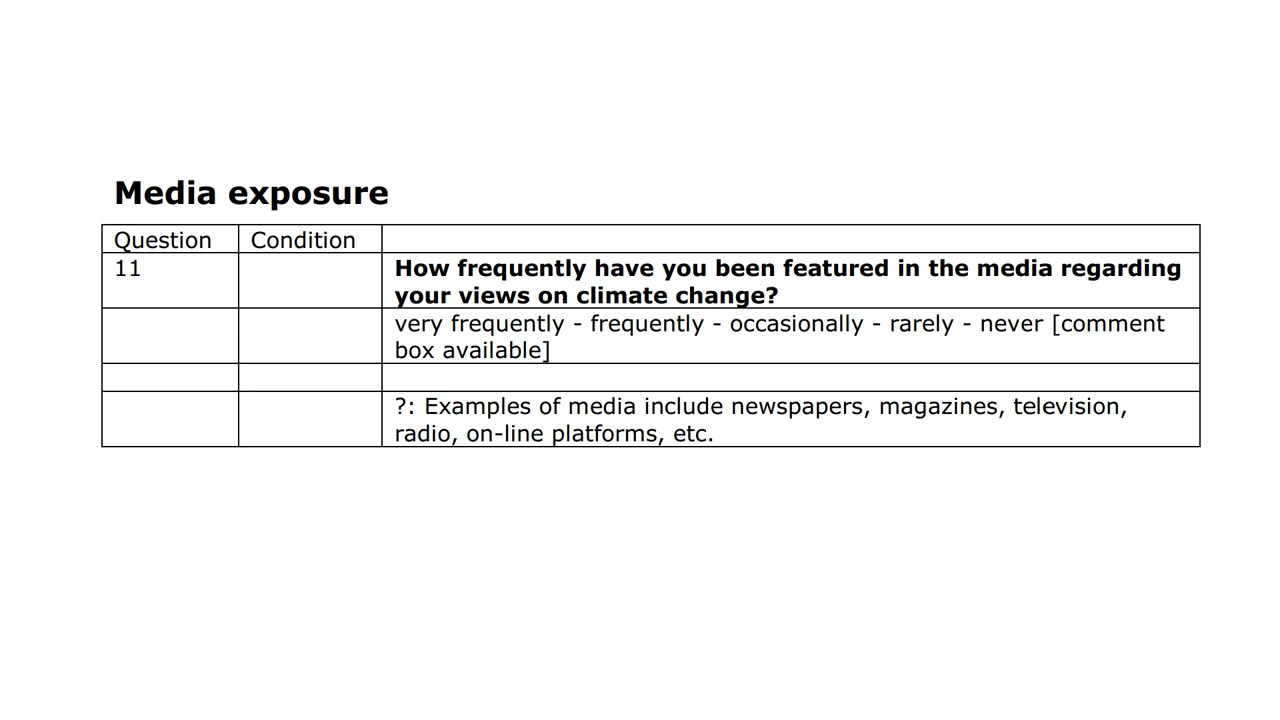 Media exposure
Question Condition
11 How frequently have you been featured in the media regarding
your views on climate change?
very frequently - frequently - occasionally - rarely - never [comment
box available]
?: Examples of media include newspapers, magazines, television,
radio, on-line platforms, etc.